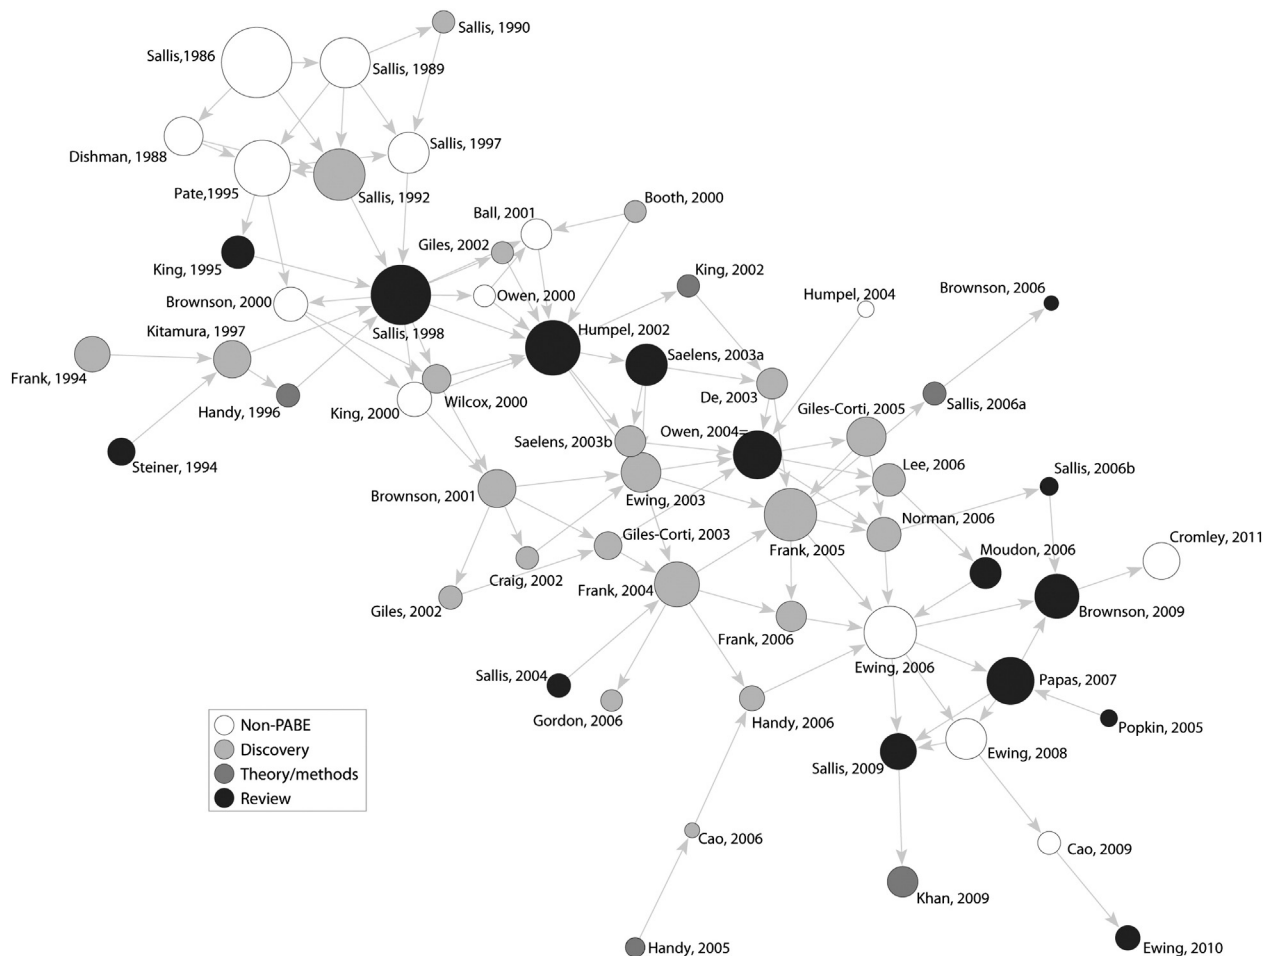 Sallis, 1990
Sallis,1986
Sallis, 1989
Sallis, 1997
Dishman, 1988
Pate,1995
Sallis, 1992
Booth, 2000
Ball, 2001
Giles, 2002
King, 1995
King, 2002
Brownson, 2006
Owen, 2000
Humpel, 2004
Brownson, 2000
Kitamura, 1997
Sallis, 1998
Humpel, 2002
Saelens, 2003a
Frank, 1994
De, 2003
Handy, 1996
Wilcox, 2000
King, 2000
Giles-Corti, 2005
Sallis, 2006a
Owen, 2004=
Saelens, 2003b
Steiner, 1994
Lee, 2006
Sallis, 2006b
Brownson, 2001
Ewing, 2003
Norman, 2006
Giles-Corti, 2003
Cromley, 2011
Frank, 2005
Moudon, 2006
Craig, 2002
Frank, 2004
Giles, 2002
Brownson, 2009
Frank, 2006
Ewing, 2006
Sallis, 2004
Papas, 2007
Gordon, 2006
Handy, 2006
Popkin, 2005
Ewing, 2008
Sallis, 2009
Non-PABE
Discovery
Theory/methods
Review
Cao, 2006
Cao, 2009
Khan, 2009
Handy, 2005
Ewing, 2010